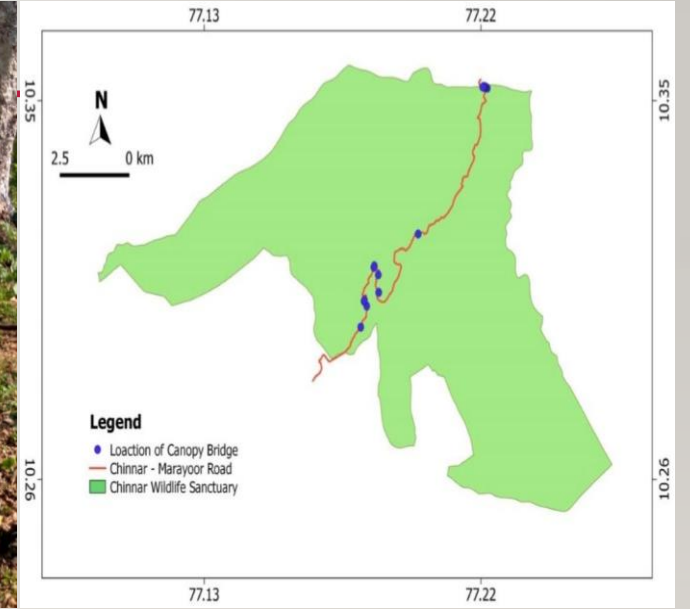 77.13 77.22
10.35 10.35
N
2.5 0 km
Legend
Loaction of Canopy Bridge
Chinnar - Marayoor Road
Chinnar Wildlife Sanctuary
10.26 10.26
77.13 77.22